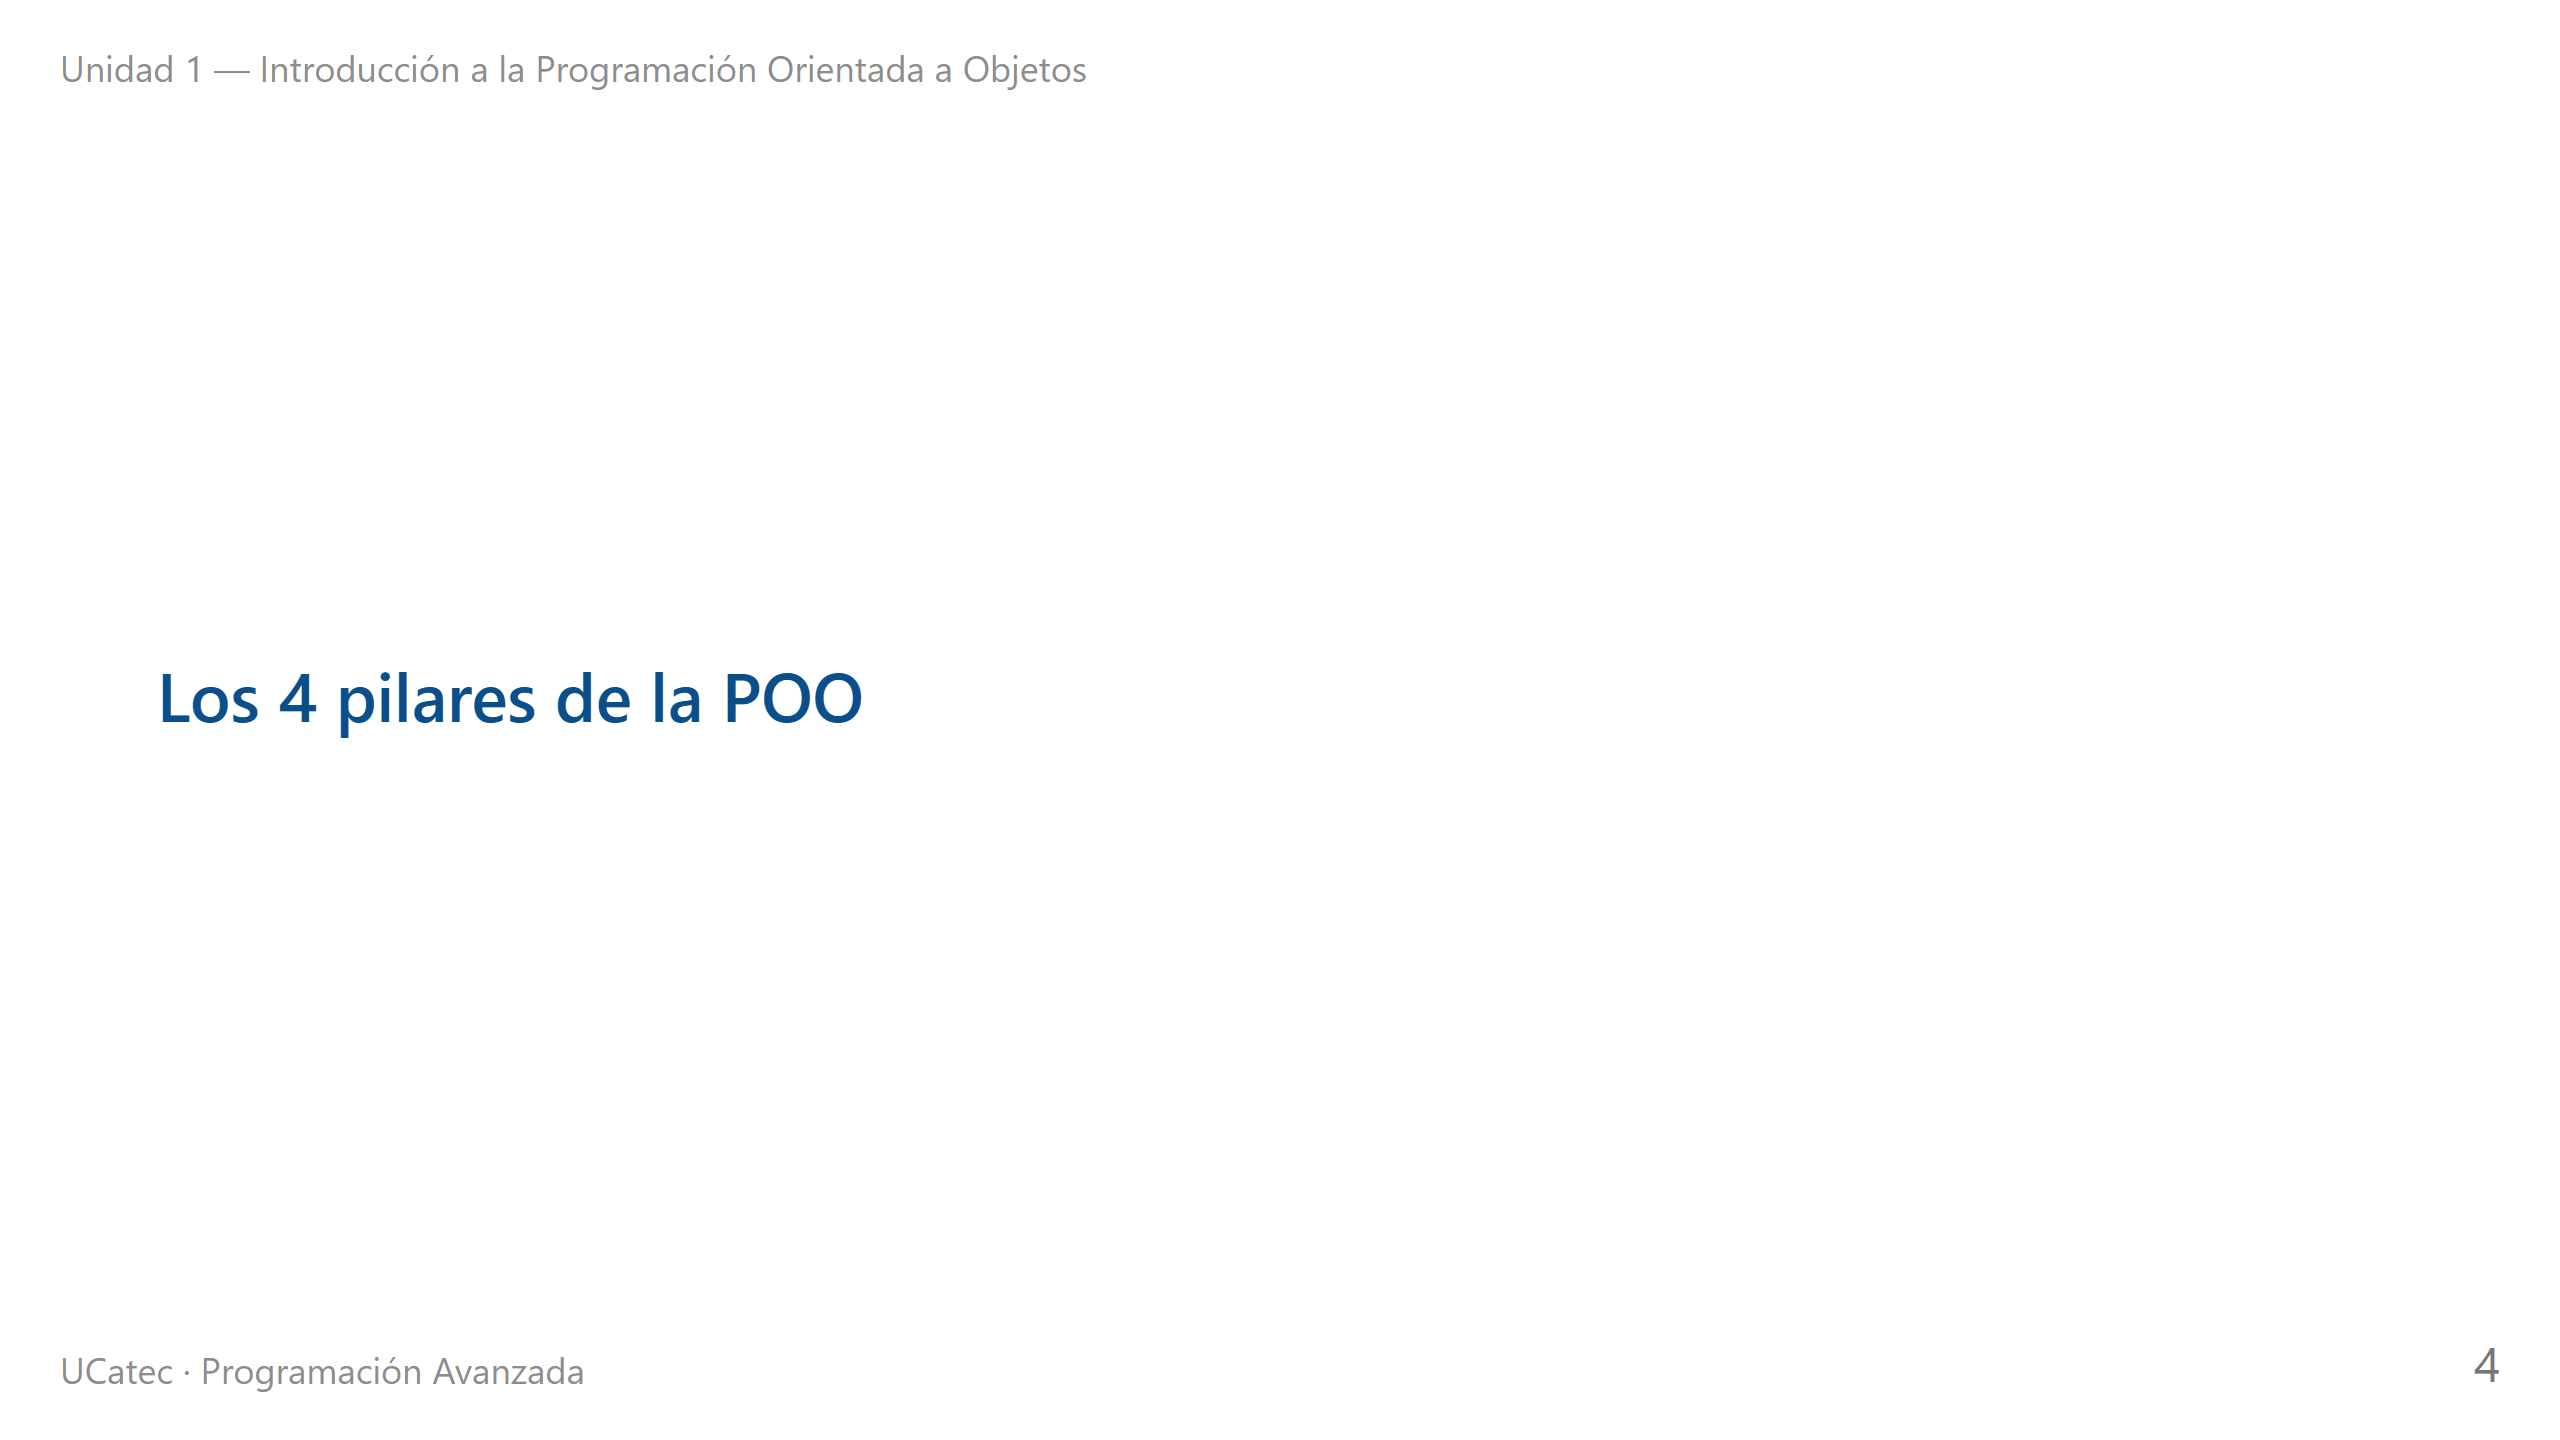 Unidad 1 — Introducción a la Programación Orientada a Objetos
Los 4 pilares de la POO
UCatec · Programación Avanzada
4